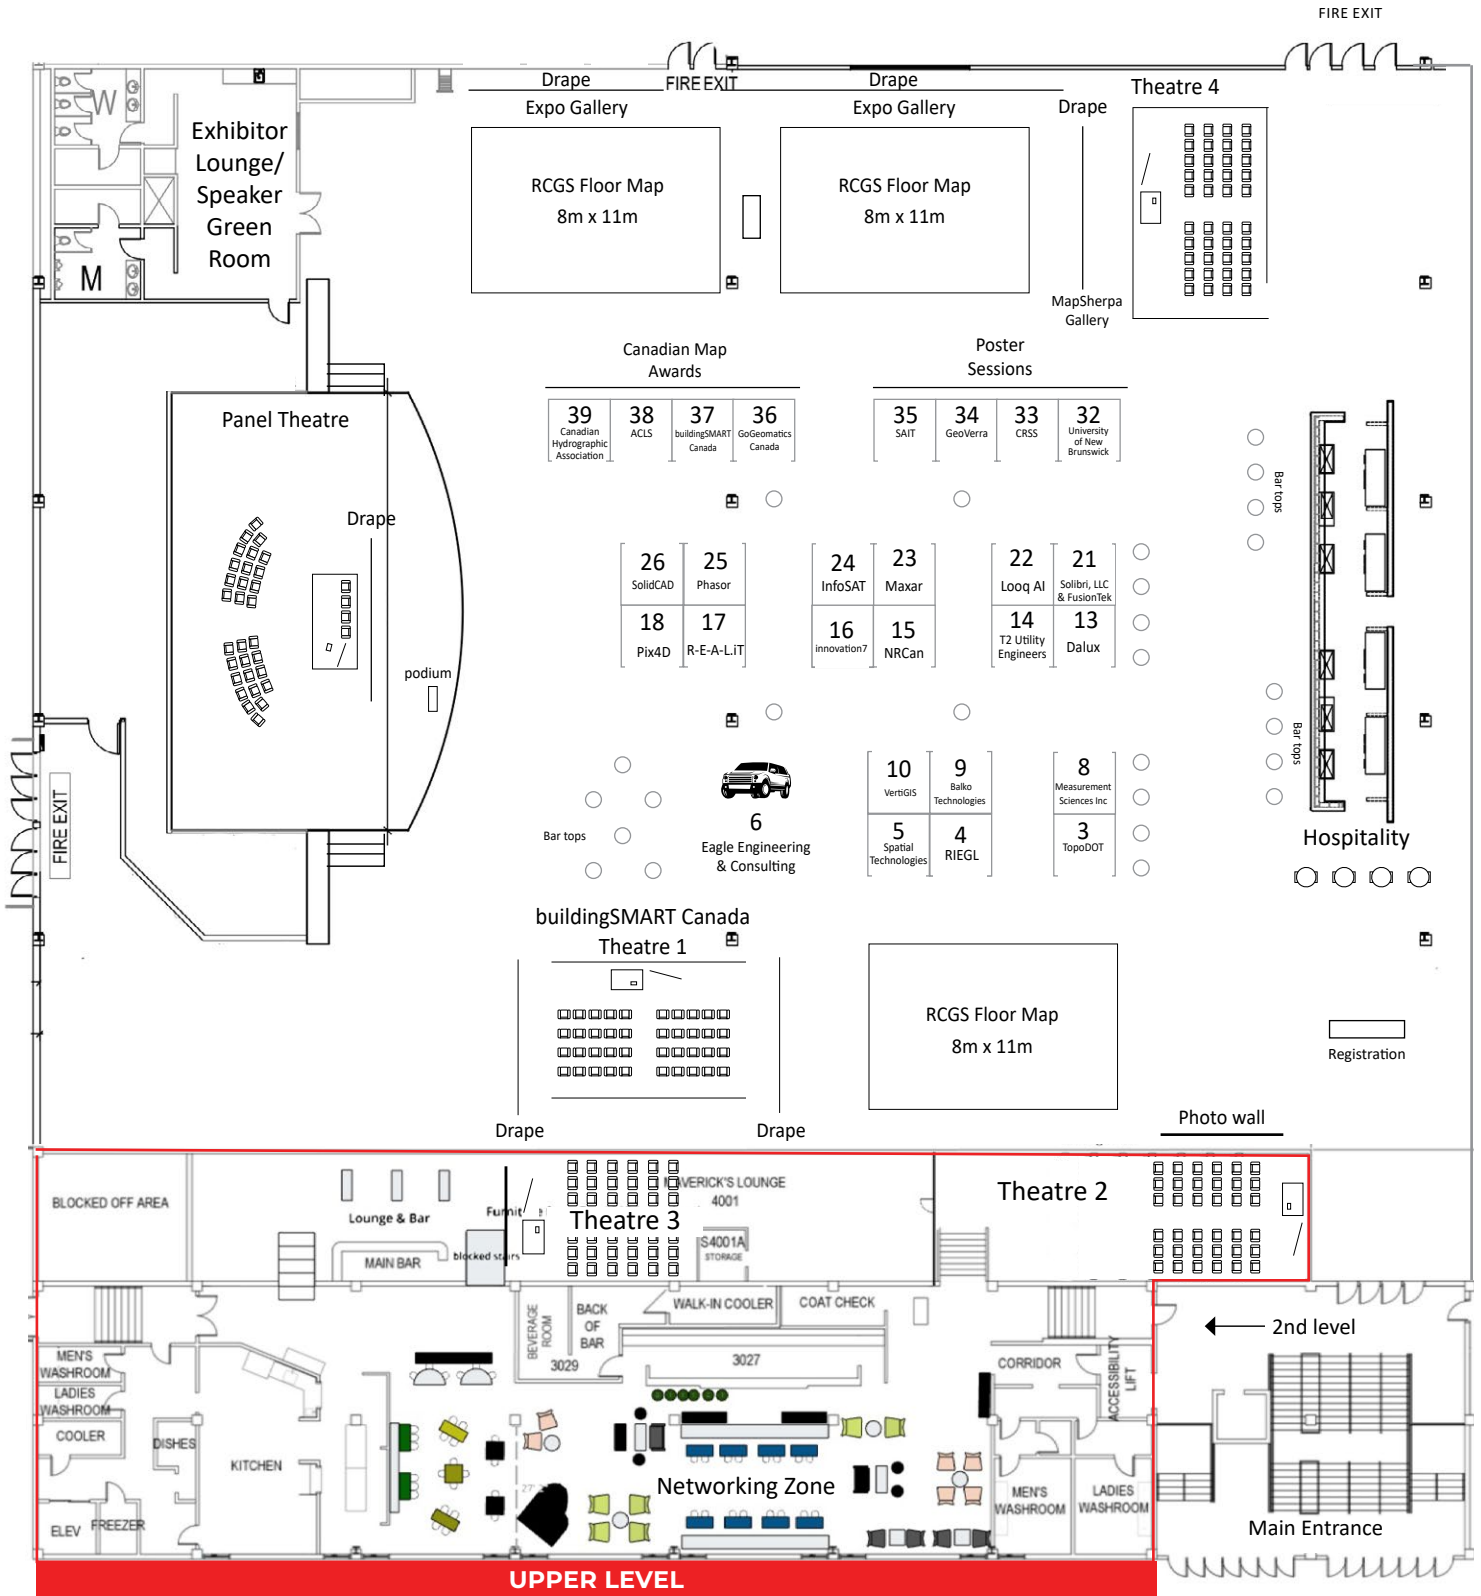 FIRE EXIT
Drape
FIRE EXIT
Drape
Theatre 4
Expo Gallery
Expo Gallery
Drape
W
Exhibitor
Lounge/
Speaker
Green
Room
M
RCGS Floor Map
8m x 11m
RCGS Floor Map
8m x 11m
MapSherpa
Gallery
Canadian Map
Awards
Poster
Sessions
Panel Theatre
39
Canadian
Hydrographic
Association
38
ACLS
37
buildingSMART
Canada
36
GoGeomatics
Canada
35
SAIT
34
GeoVerra
33
CRSS
32
University
of New
Brunswick
Bar tops
Drape
podium
26
SolidCAD
25
Phasor
24
InfoSAT
23
Maxar
22
Looq AI
21
Solibri, LLC
& FusionTek
18
Pix4D
17
R-E-A-L.iT
16
innovation7
15
NRCan
14
T2 Utility
Engineers
13
Dalux
Bar tops
FIRE EXIT
Bar tops
6
Eagle Engineering
& Consulting
10
VertiGIS
9
Balko
Technologies
8
Measurement
Sciences Inc
5
Spatial
Technologies
4
RIEGL
3
TopoDOT
Hospitality
buildingSMART Canada
Theatre 1
RCGS Floor Map
8m x 11m
Registration
Drape
Drape
Photo wall
BLOCKED OFF AREA
Lounge & Bar
MAIN BAR
blocked stairs
Theatre 3
MAVERICK'S LOUNGE
4001
S4001A
STORAGE
Theatre 2
BEVERAGE
ROOM
3029
BACK
OF
BAR
WALK-IN COOLER
COAT CHECK
3027
CORRIDOR
ACCESSIBILITY
LIFT
2nd level
MEN'S
WASHROOM
LADIES
WASHROOM
COOLER
DISHES
KITCHEN
ELEV
FREEZER
27'
Networking Zone
MEN'S
WASHROOM
LADIES
WASHROOM
Main Entrance
UPPER LEVEL